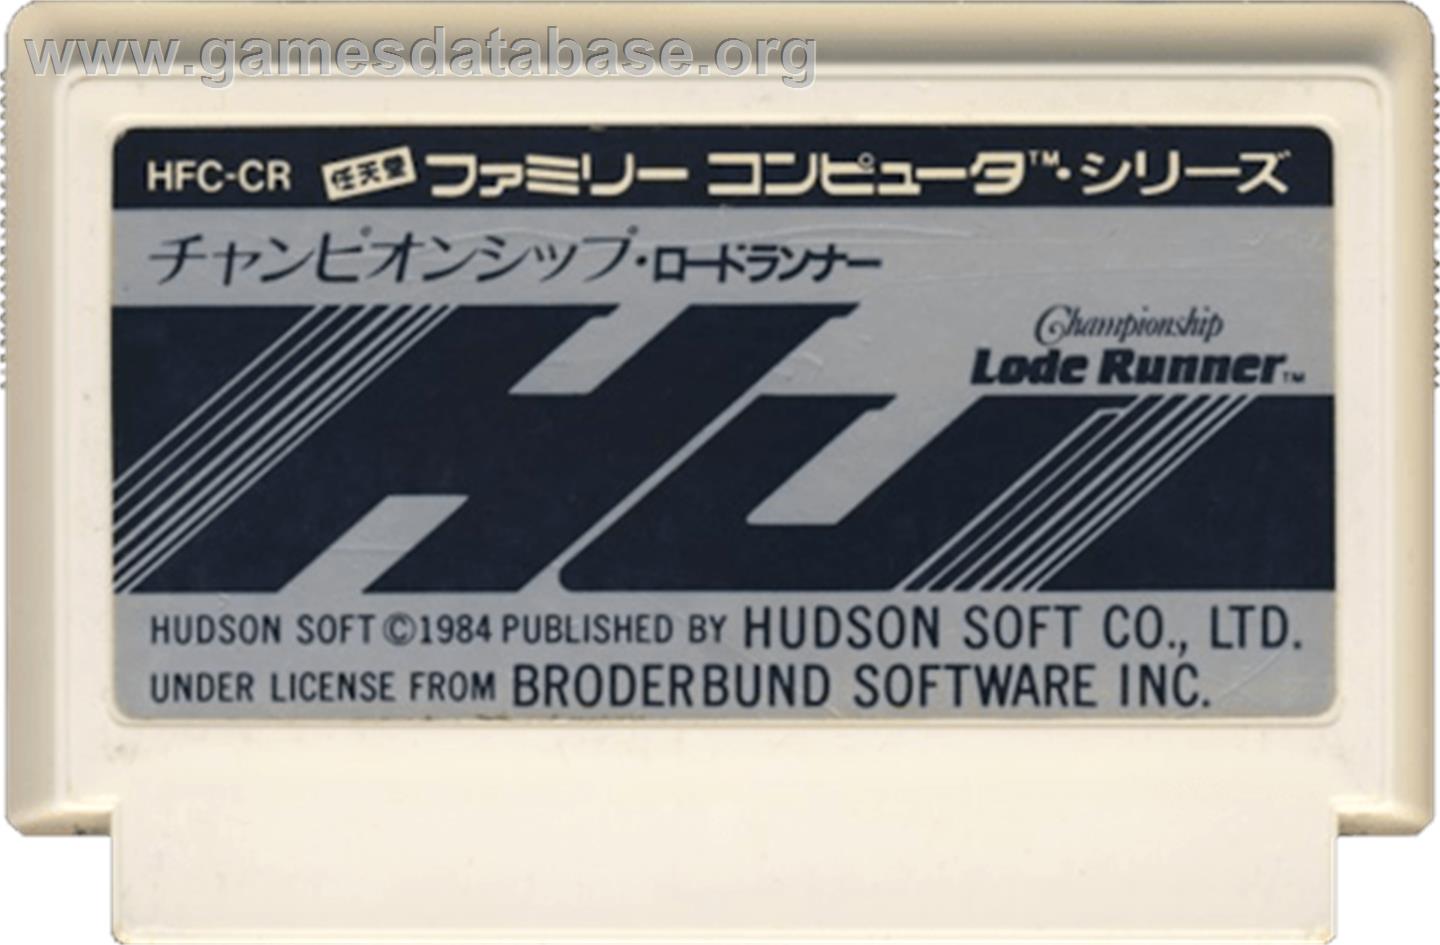 www.gamesdatabase.org
HFC-CR 任天堂 ファミリー コンピュータ™・シリーズ
チャンピオンシップ・ロードランナー
Championship
Lode Runner™
HUDSON SOFT ©1984 PUBLISHED BY HUDSON SOFT CO., LTD.
UNDER LICENSE FROM BRODERBUND SOFTWARE INC.